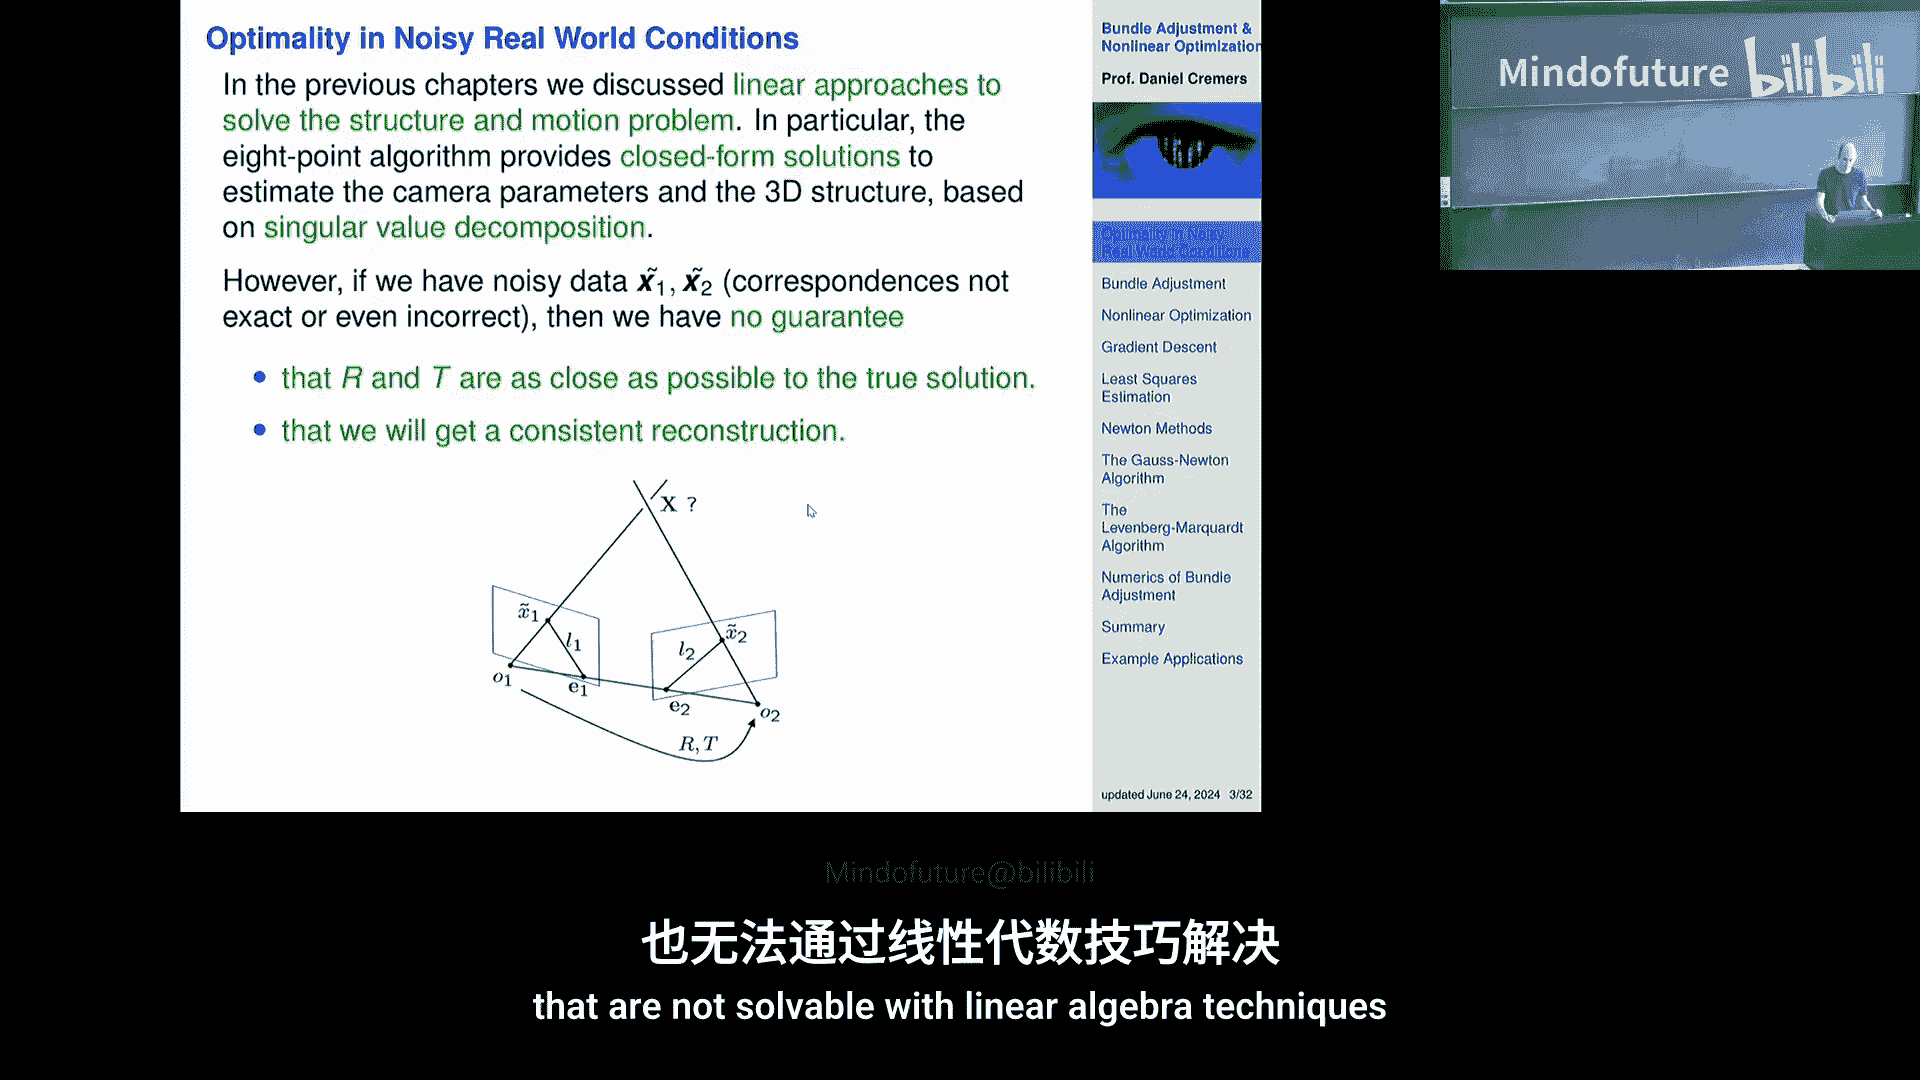 Optimality in Noisy Real World Conditions
In the previous chapters we discussed linear approaches to
solve the structure and motion problem. In particular, the
eight-point algorithm provides closed-form solutions to
estimate the camera parameters and the 3D structure, based
on singular value decomposition.
However, if we have noisy data x̃1, x̃2 (correspondences not
exact or even incorrect), then we have no guarantee
• that R and T are as close as possible to the true solution.
• that we will get a consistent reconstruction.
X ?
x̃1
l1
x̃2
l2
o1
e1
e2
o2
R, T
Bundle Adjustment &
Nonlinear Optimization
Prof. Daniel Cremers
Optimality in Noisy
Real World Conditions
Bundle Adjustment
Nonlinear Optimization
Gradient Descent
Least Squares
Estimation
Newton Methods
The Gauss-Newton
Algorithm
The
Levenberg-Marquardt
Algorithm
Numerics of Bundle
Adjustment
Summary
Example Applications
updated June 24, 2024 3/32
Mindofuture bilibili
Mindofuture@bilibili
也无法通过线性代数技巧解决
that are not solvable with linear algebra techniques